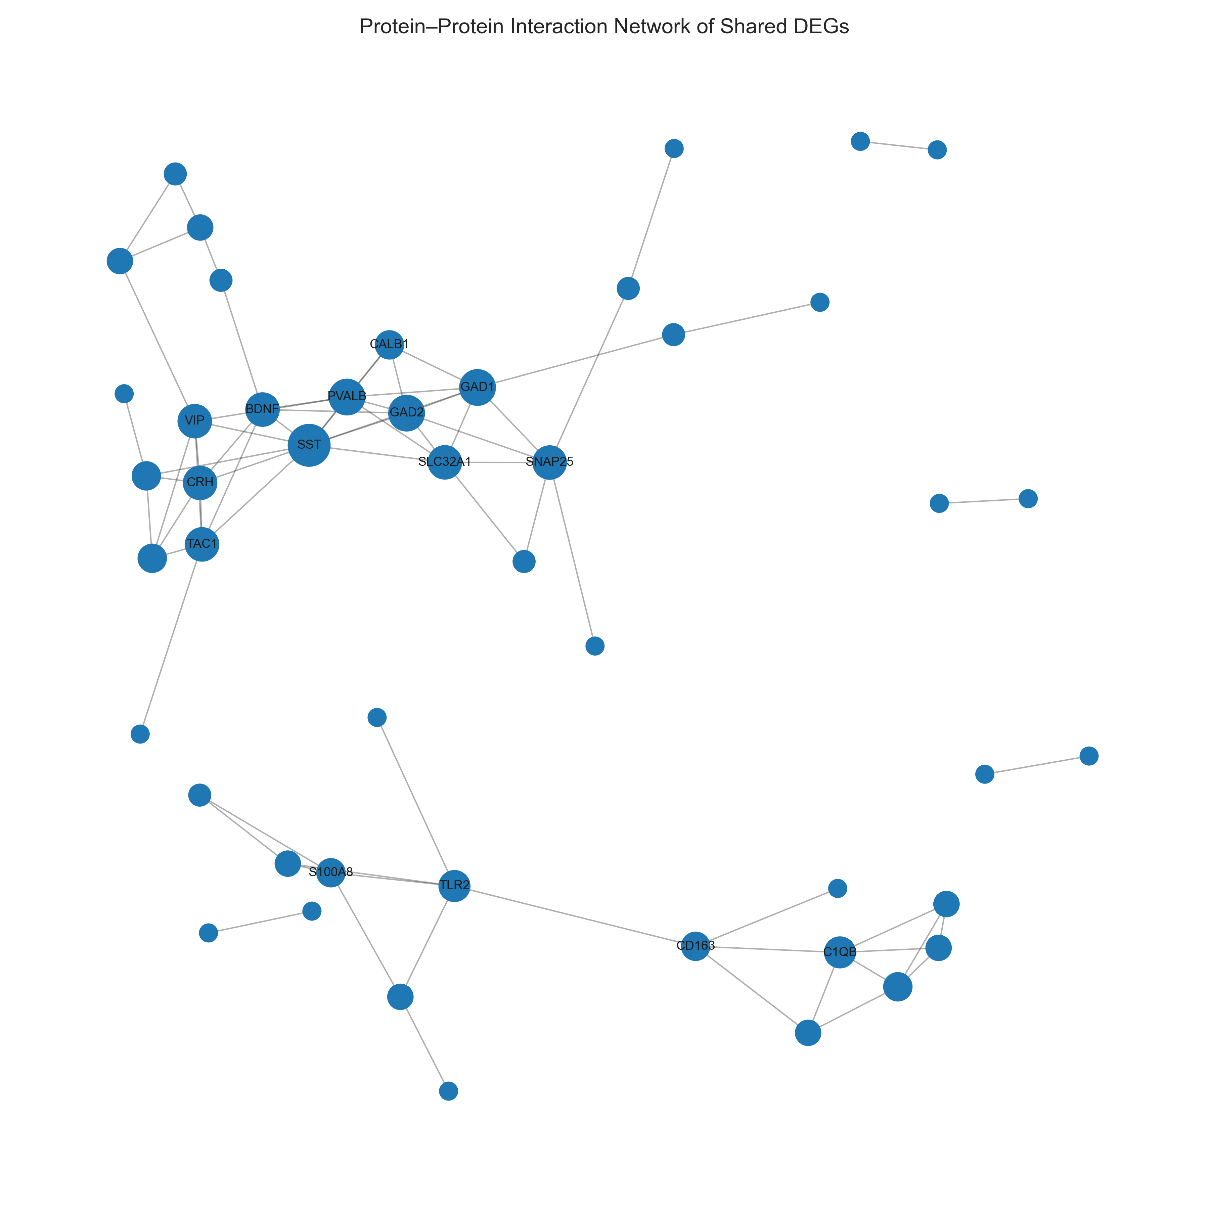 Protein–Protein Interaction Network of Shared DEGs
CALB1
GAD1
PVALB
BDNF
GAD2
VIP
SST
SLC32A1
SNAP25
CRH
TAC1
S100A8
TLR2
CD163
C1QB